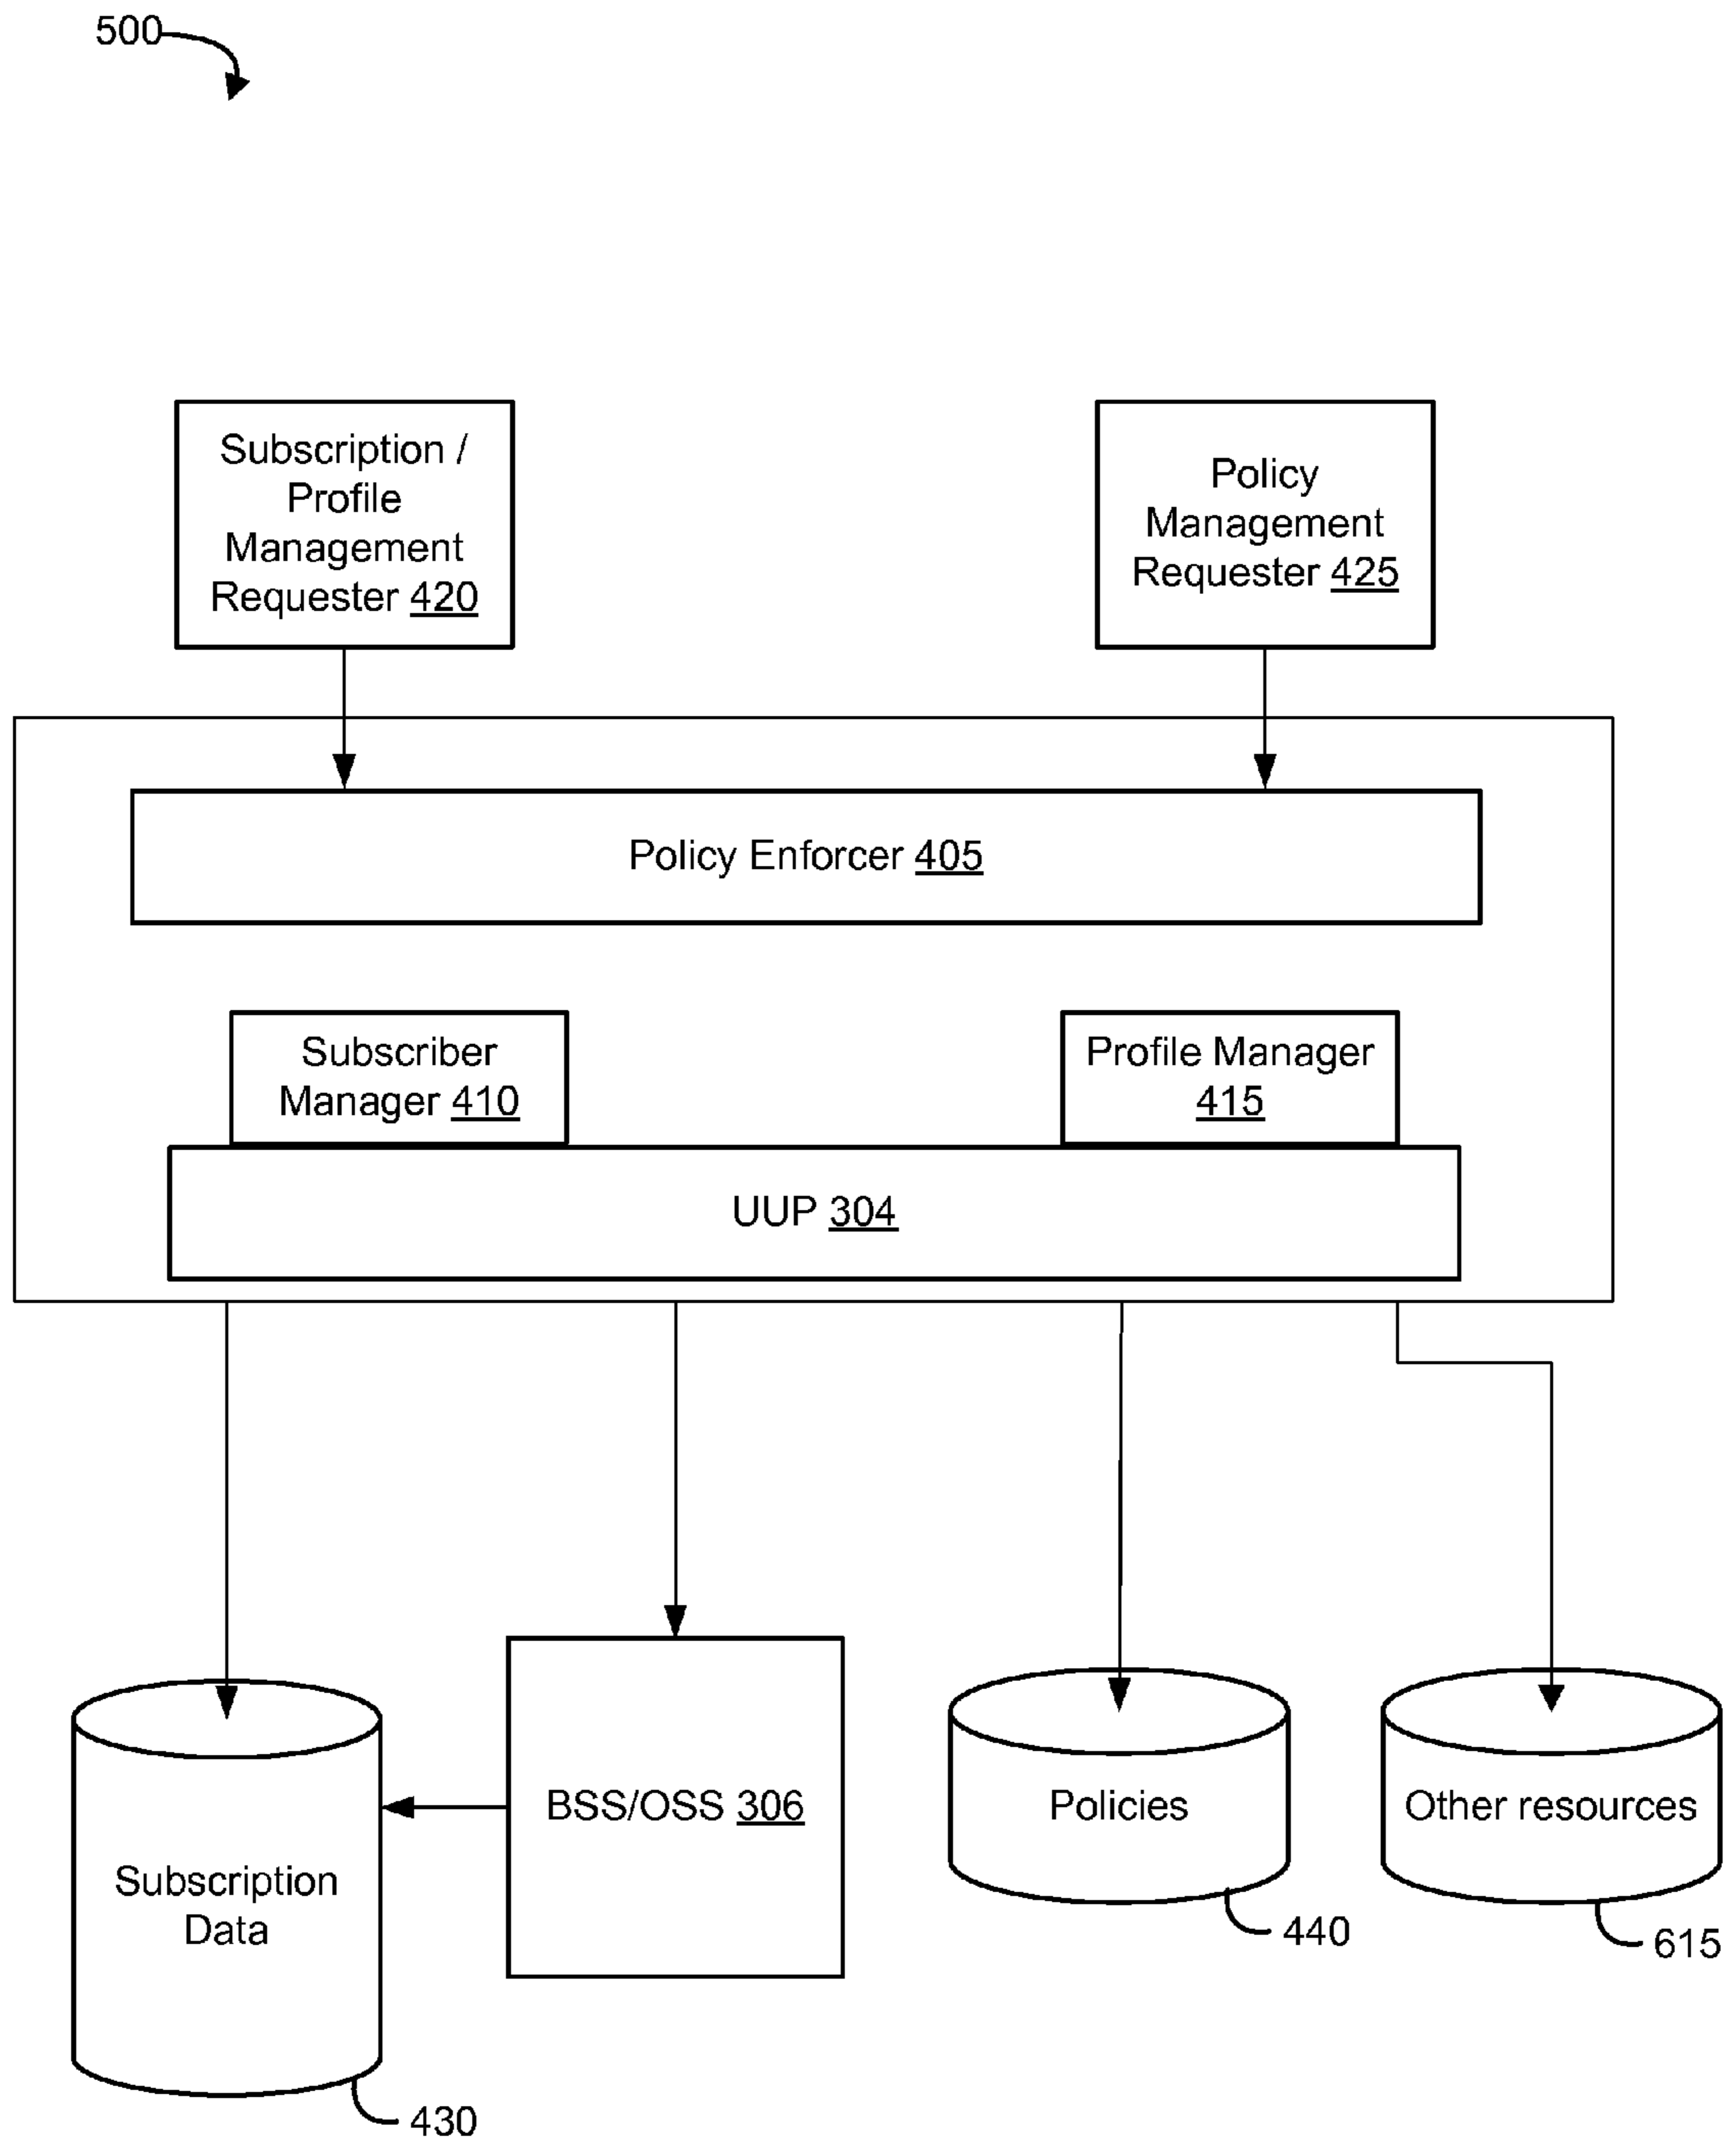 500
Subscription /
Profile
Management
Requester 420
Policy
Management
Requester 425
Policy Enforcer 405
Subscriber
Manager 410
Profile Manager
415
UUP 304
BSS/OSS 306
Policies
Other resources
Subscription
Data
440
615
430